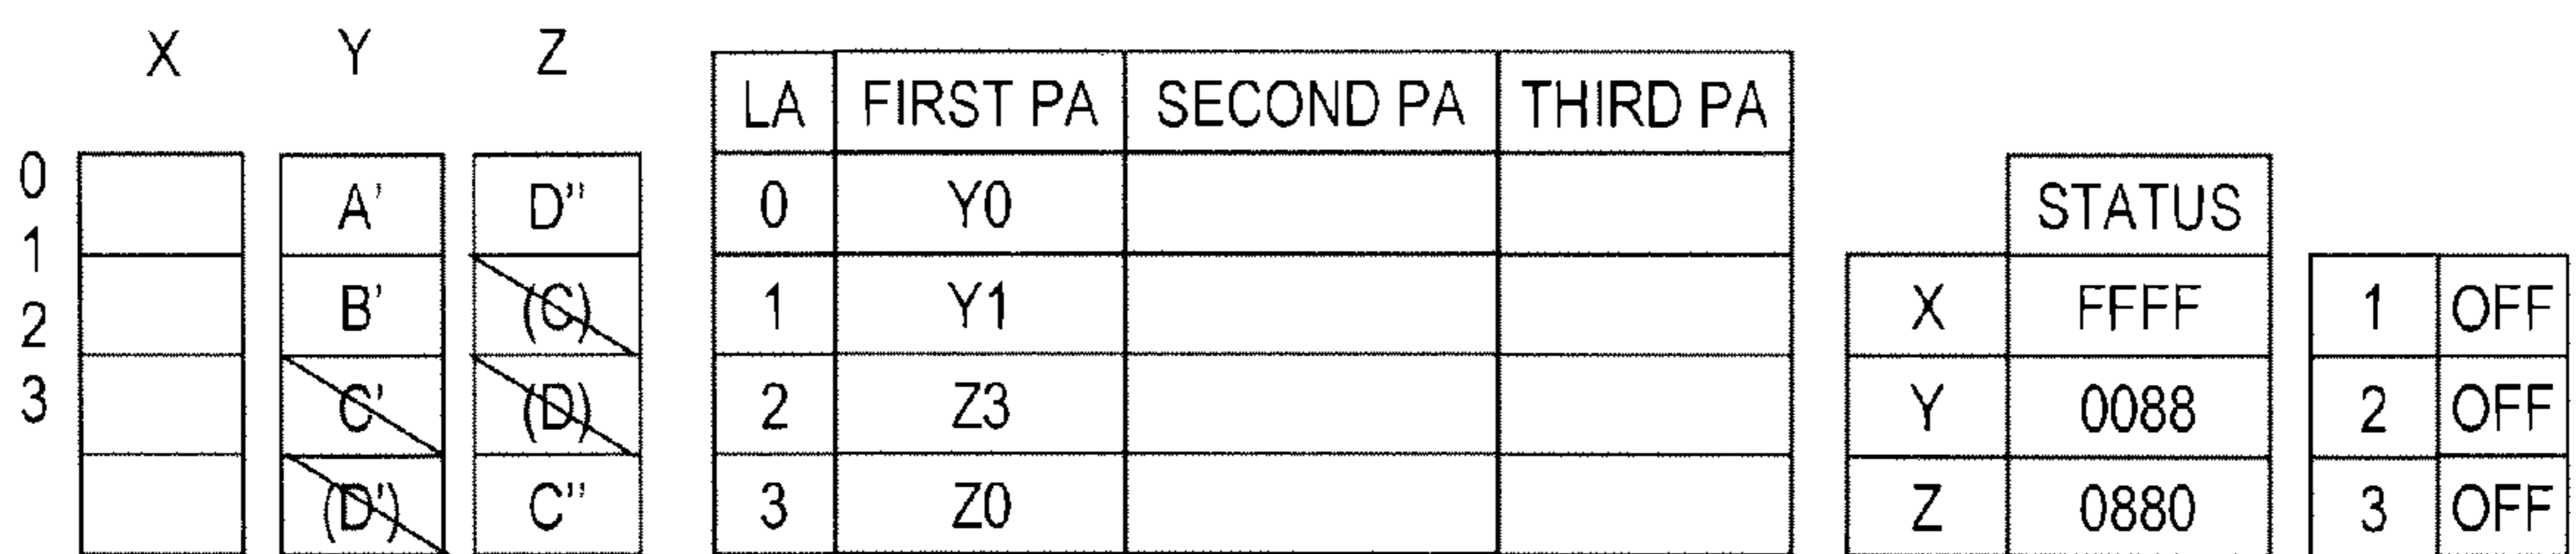 X Y Z
LA FIRST PA SECOND PA THIRD PA
0 A' D" 0 Y0 STATUS
1 B' (C) 1 Y1 X FFFF 1 OFF
2 C' (D) 2 Z3 Y 0088 2 OFF
3 (D') C" 3 Z0 Z 0880 3 OFF